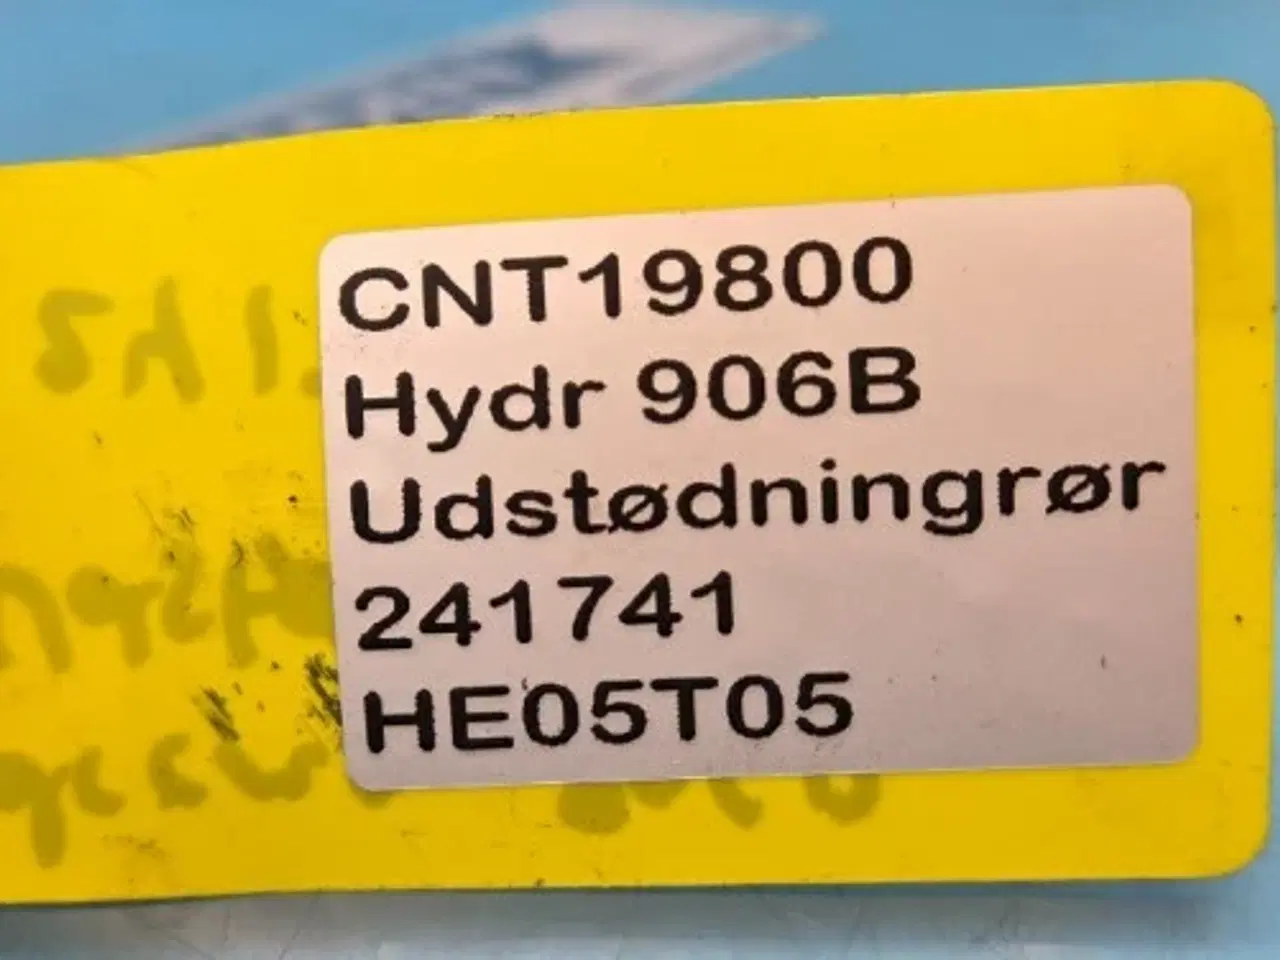 CNT19800
Hydr 906B
Udstødningrør
241741
HE05T05